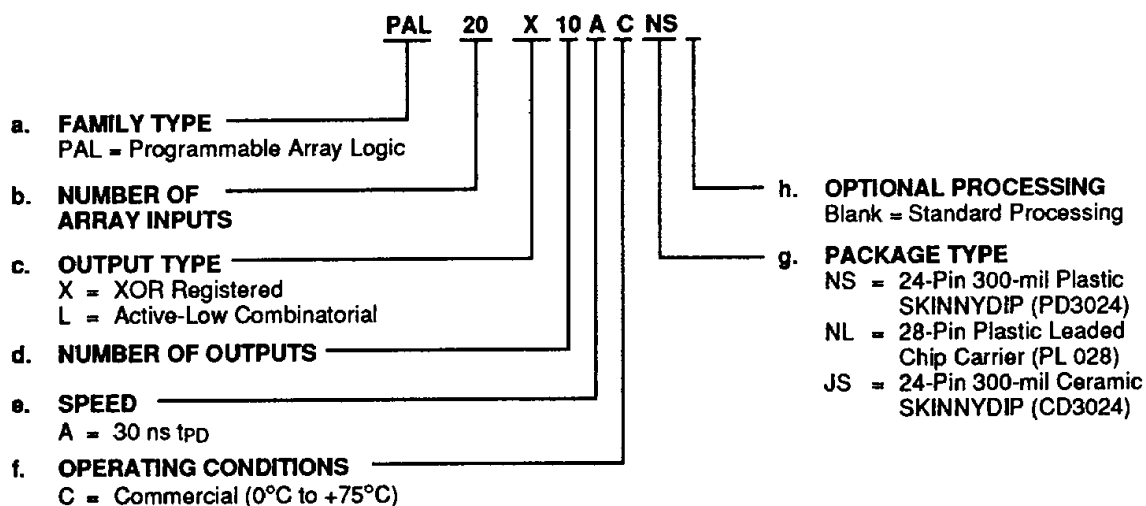 PAL 20 X 10 A C NS
a. FAMILY TYPE
PAL = Programmable Array Logic
b. NUMBER OF
ARRAY INPUTS
c. OUTPUT TYPE
X = XOR Registered
L = Active-Low Combinatorial
d. NUMBER OF OUTPUTS
e. SPEED
A = 30 ns tPD
f. OPERATING CONDITIONS
C = Commercial (0°C to +75°C)
h. OPTIONAL PROCESSING
Blank = Standard Processing
g. PACKAGE TYPE
NS = 24-Pin 300-mil Plastic
SKINNYDIP (PD3024)
NL = 28-Pin Plastic Leaded
Chip Carrier (PL 028)
JS = 24-Pin 300-mil Ceramic
SKINNYDIP (CD3024)